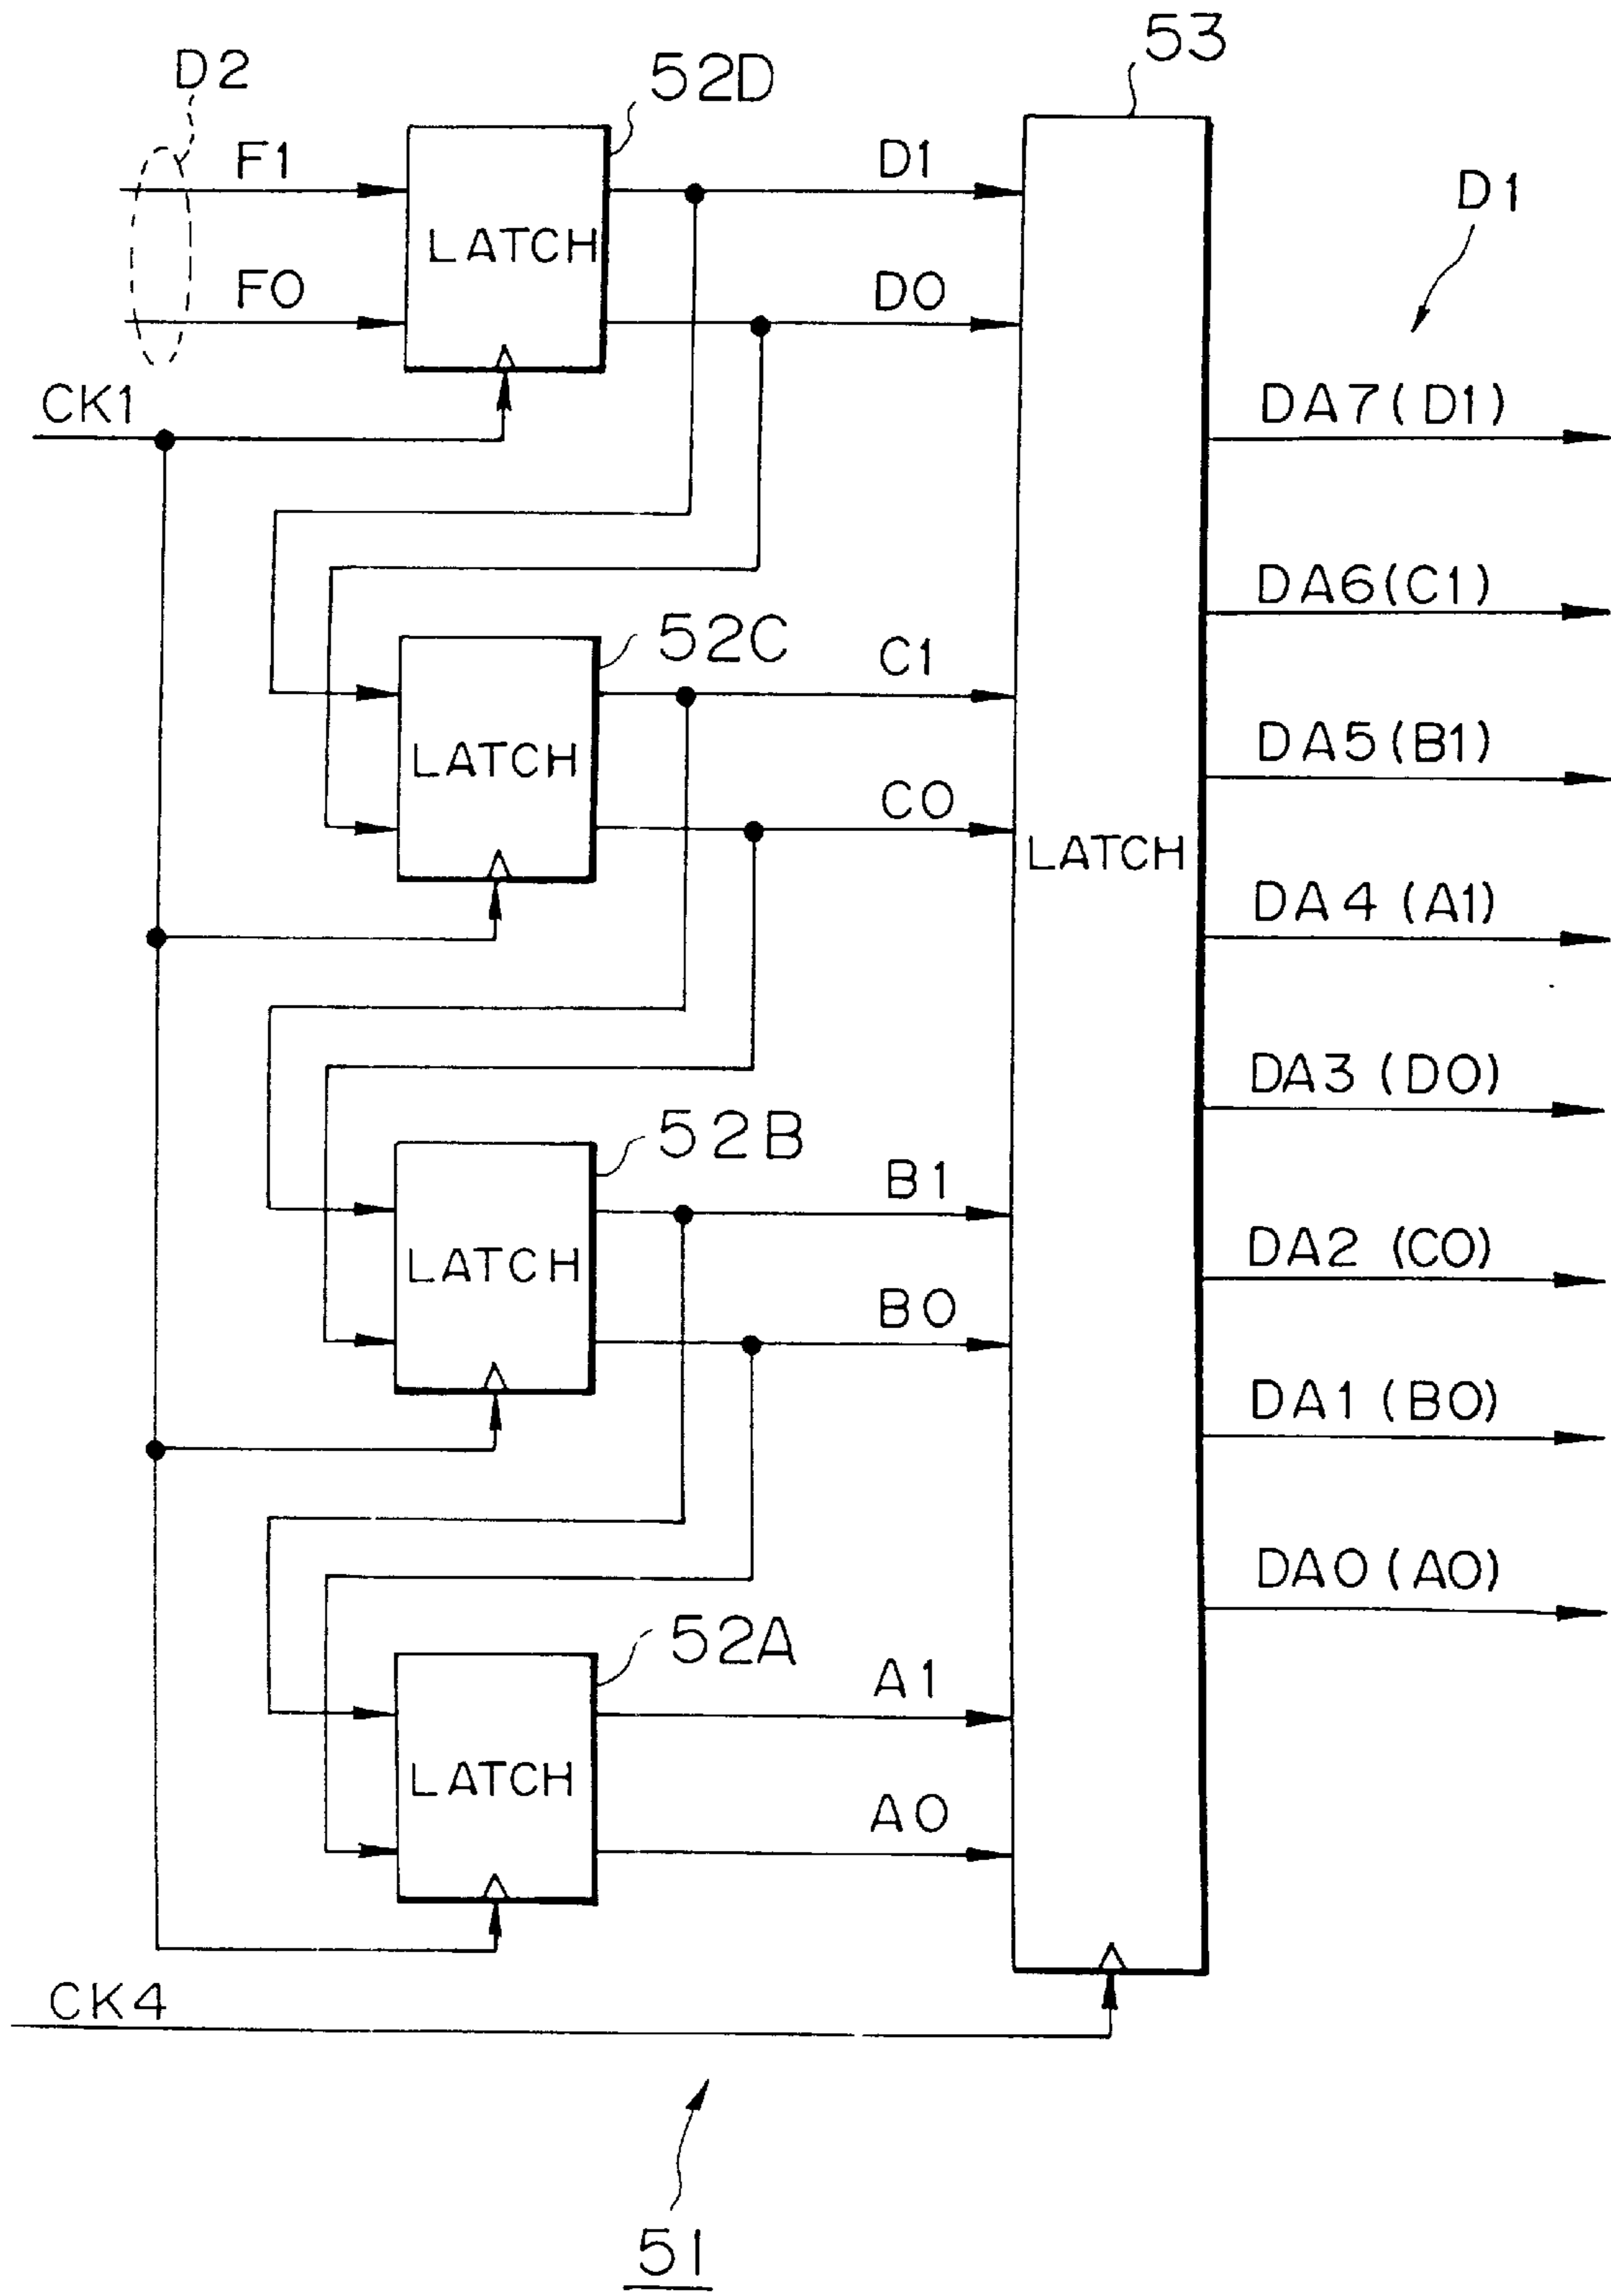 53
D2
52D
F1
D1
D1
LATCH
F0
D0
CK1
DA7(D1)
DA6(C1)
52C
C1
DA5(B1)
LATCH
C0
LATCH
DA4(A1)
DA3(D0)
52B
B1
DA2(C0)
LATCH
B0
DA1(B0)
DA0(A0)
52A
A1
LATCH
A0
CK4
51